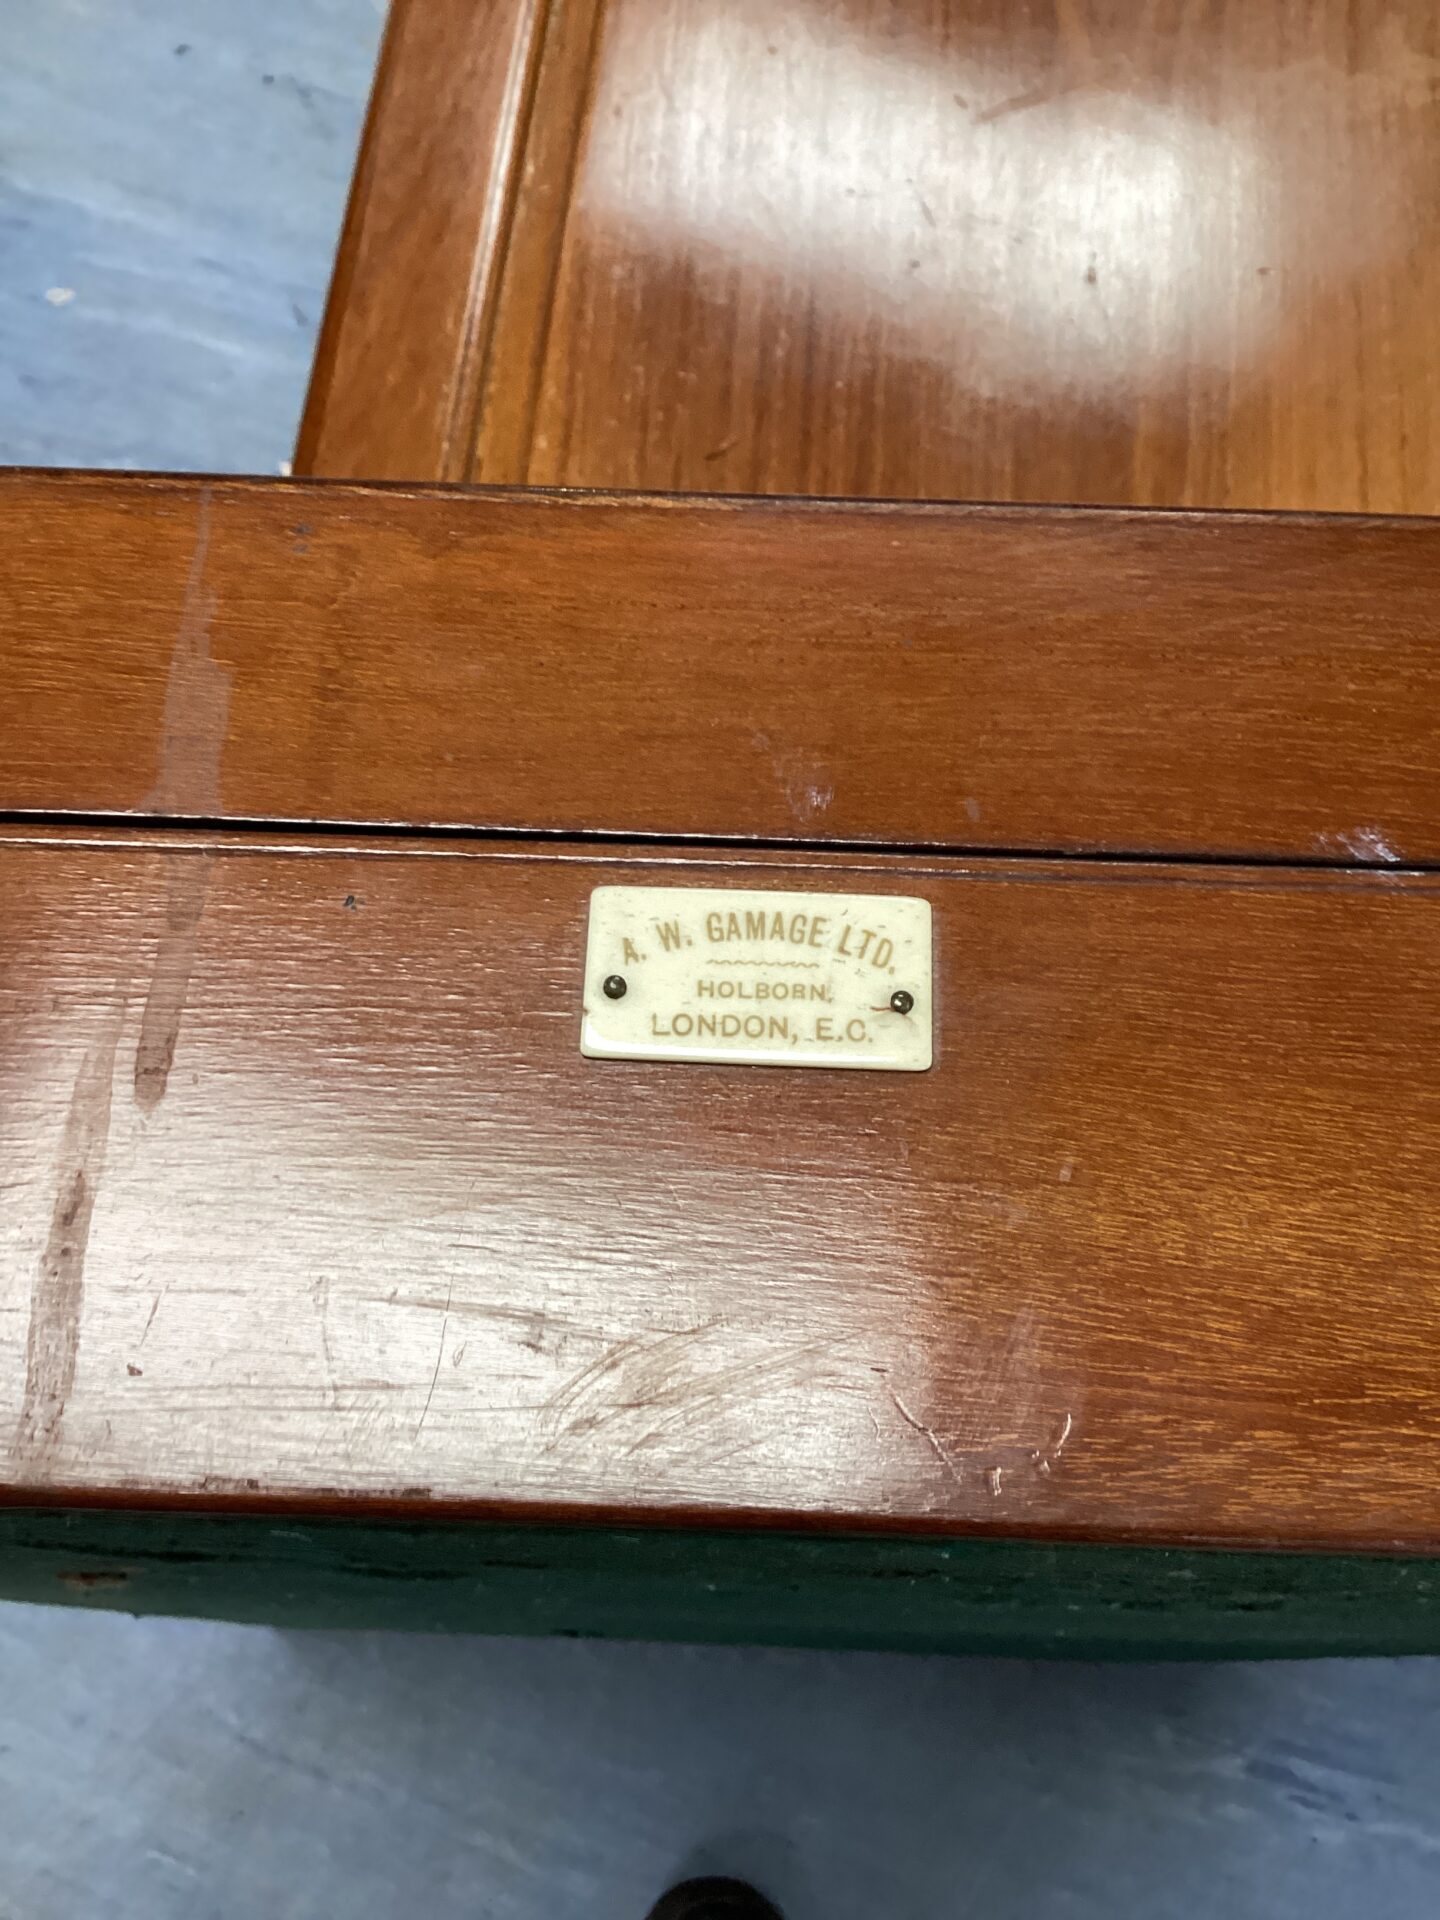 A. W. GAMAGE LTD.
HOLBORN,
LONDON, E.C.